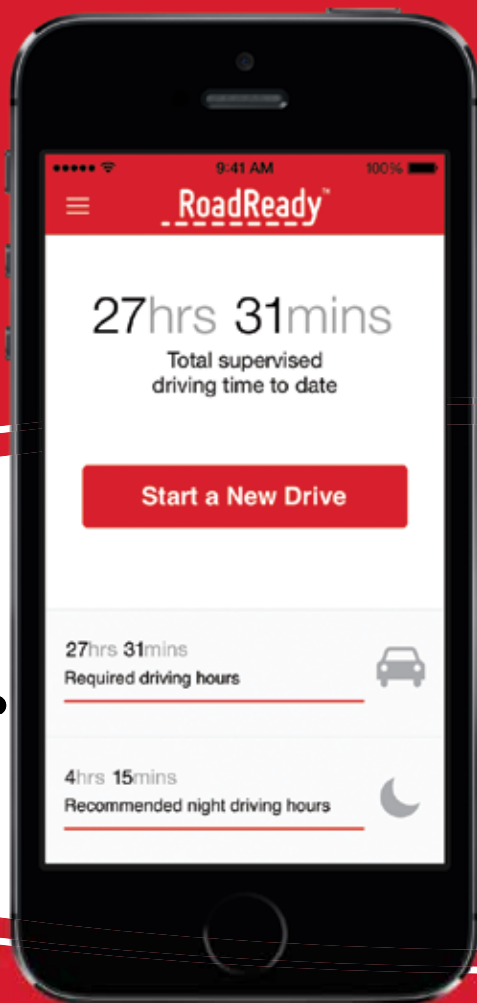 9:41 AM
100%
RoadReady™
27hrs 31mins
Total supervised
driving time to date
Start a New Drive
27hrs 31mins
Required driving hours
4hrs 15mins
Recommended night driving hours